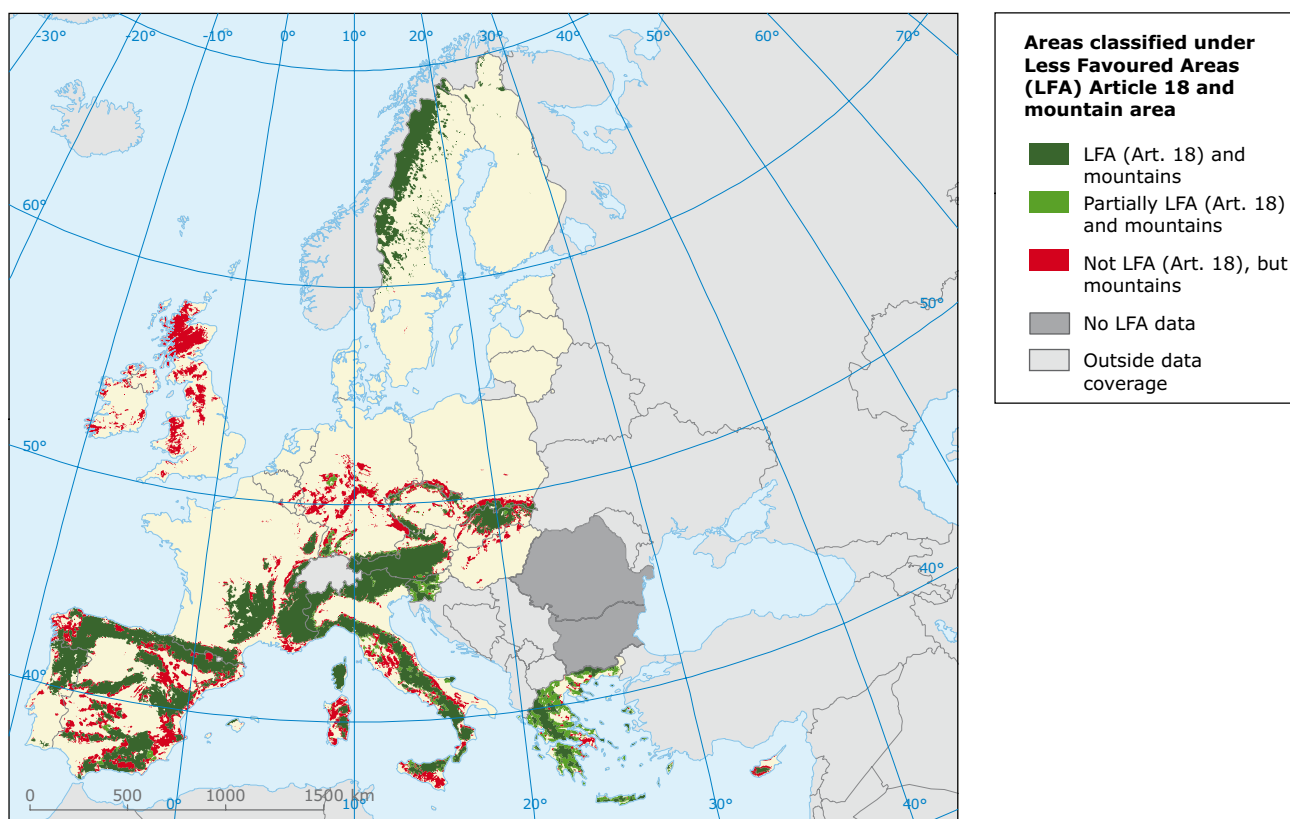 -30° -20° -10° 0° 10° 20° 30° 60° 70°
60°
50°
50°
40°
40°
0 500 1000 1500 km
0° 10° 20° 30° 40°
Areas classified under
Less Favoured Areas
(LFA) Article 18 and
mountain area
LFA (Art. 18) and
mountains
Partially LFA (Art. 18)
and mountains
Not LFA (Art. 18), but
mountains
No LFA data
Outside data
coverage